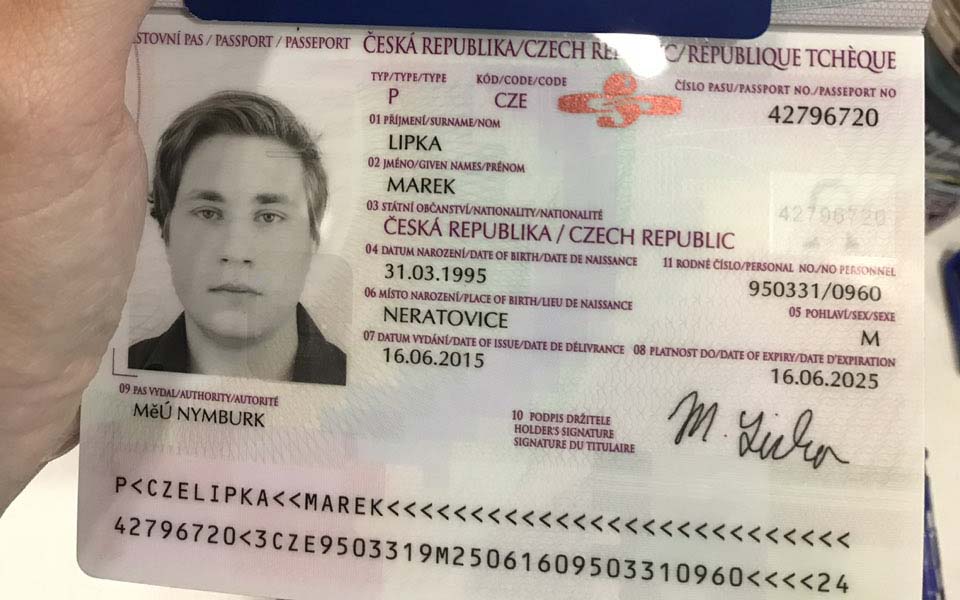 STOVNÍ PAS / PASSPORT / PASSEPORT ČESKÁ REPUBLIKA/CZECH RE C/RÉPUBLIQUE TCHÈQUE
TYP/TYPE/TYPE KÓD/CODE/CODE ČÍSLO PASU/PASSPORT NO./PASSEPORT NO
P CZE 42796720
01 PŘÍJMENÍ/SURNAME/NOM
LIPKA
02 JMÉNO/GIVEN NAMES/PRÉNOM
MAREK
03 STÁTNÍ OBČANSTVÍ/NATIONALITY/NATIONALITÉ
42796720
ČESKÁ REPUBLIKA / CZECH REPUBLIC
04 DATUM NAROZENÍ/DATE OF BIRTH/DATE DE NAISSANCE 11 RODNÉ ČÍSLO/PERSONAL NO./NO PERSONNEL
31.03.1995 950331/0960
06 MÍSTO NAROZENÍ/PLACE OF BIRTH/LIEU DE NAISSANCE 05 POHLAVÍ/SEX/SEXE
NERATOVICE M
07 DATUM VYDÁNÍ/DATE OF ISSUE/DATE DE DÉLIVRANCE 08 PLATNOST DO/DATE OF EXPIRY/DATE D'EXPIRATION
16.06.2015 16.06.2025
09 PAS VYDAL/AUTHORITY/AUTORITÉ
MěÚ NYMBURK
10 PODPIS DRŽITELE
HOLDER'S SIGNATURE
SIGNATURE DU TITULAIRE
M. Lipka
P<CZELIPKA<<MAREK<<<<<<<<<<<<<<<<<<<<<<<<<<<
42796720<3CZE9503319M25061609503310960<<<<24